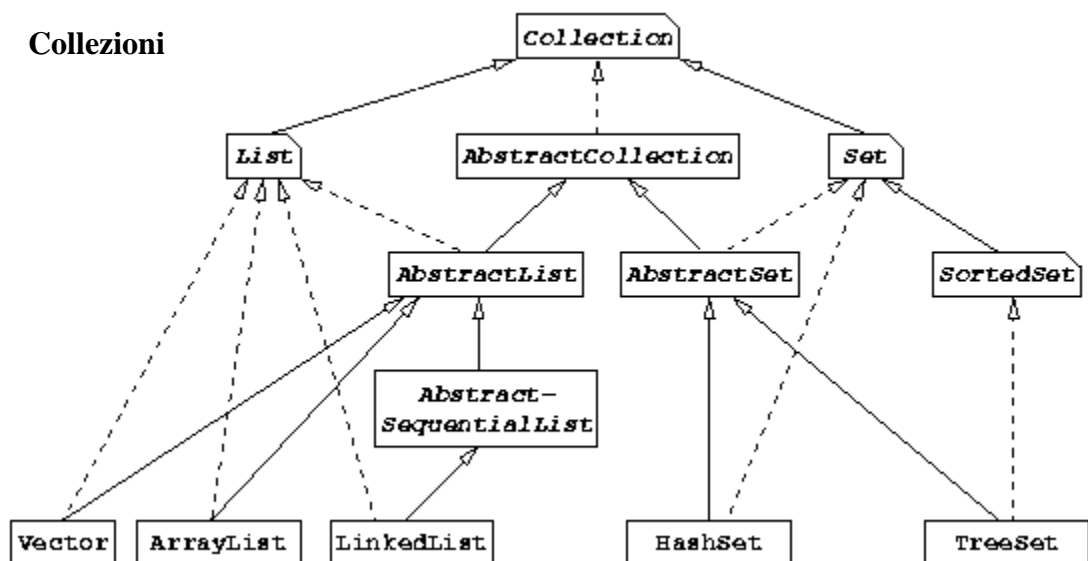 Collezioni
Collection
List
AbstractCollection
Set
AbstractList
AbstractSet
SortedSet
Abstract-
SequentialList
Vector
ArrayList
LinkedList
HashSet
TreeSet